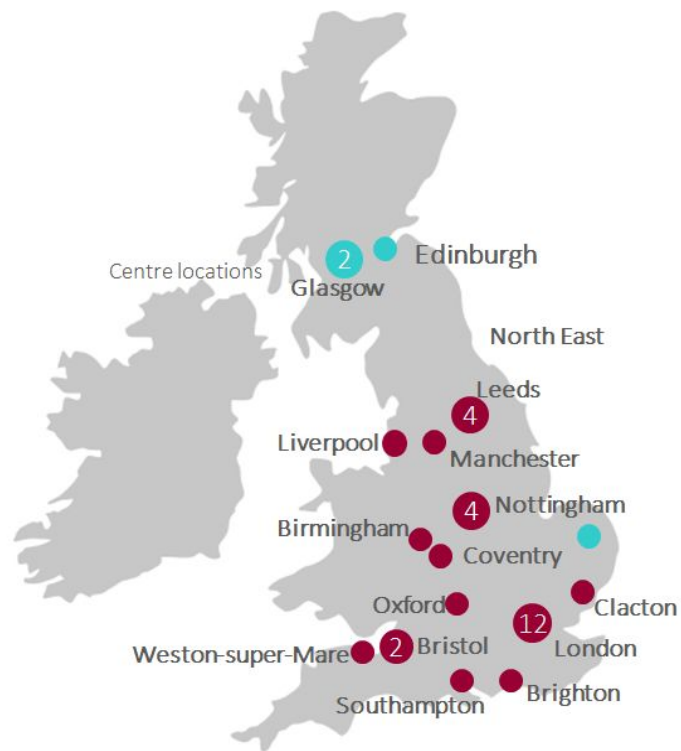 Edinburgh
2
Centre locations
Glasgow
North East
Leeds
4
Liverpool
Manchester
4
Nottingham
Birmingham
Coventry
Oxford
Clacton
12
London
2
Bristol
Weston-super-Mare
Southampton
Brighton